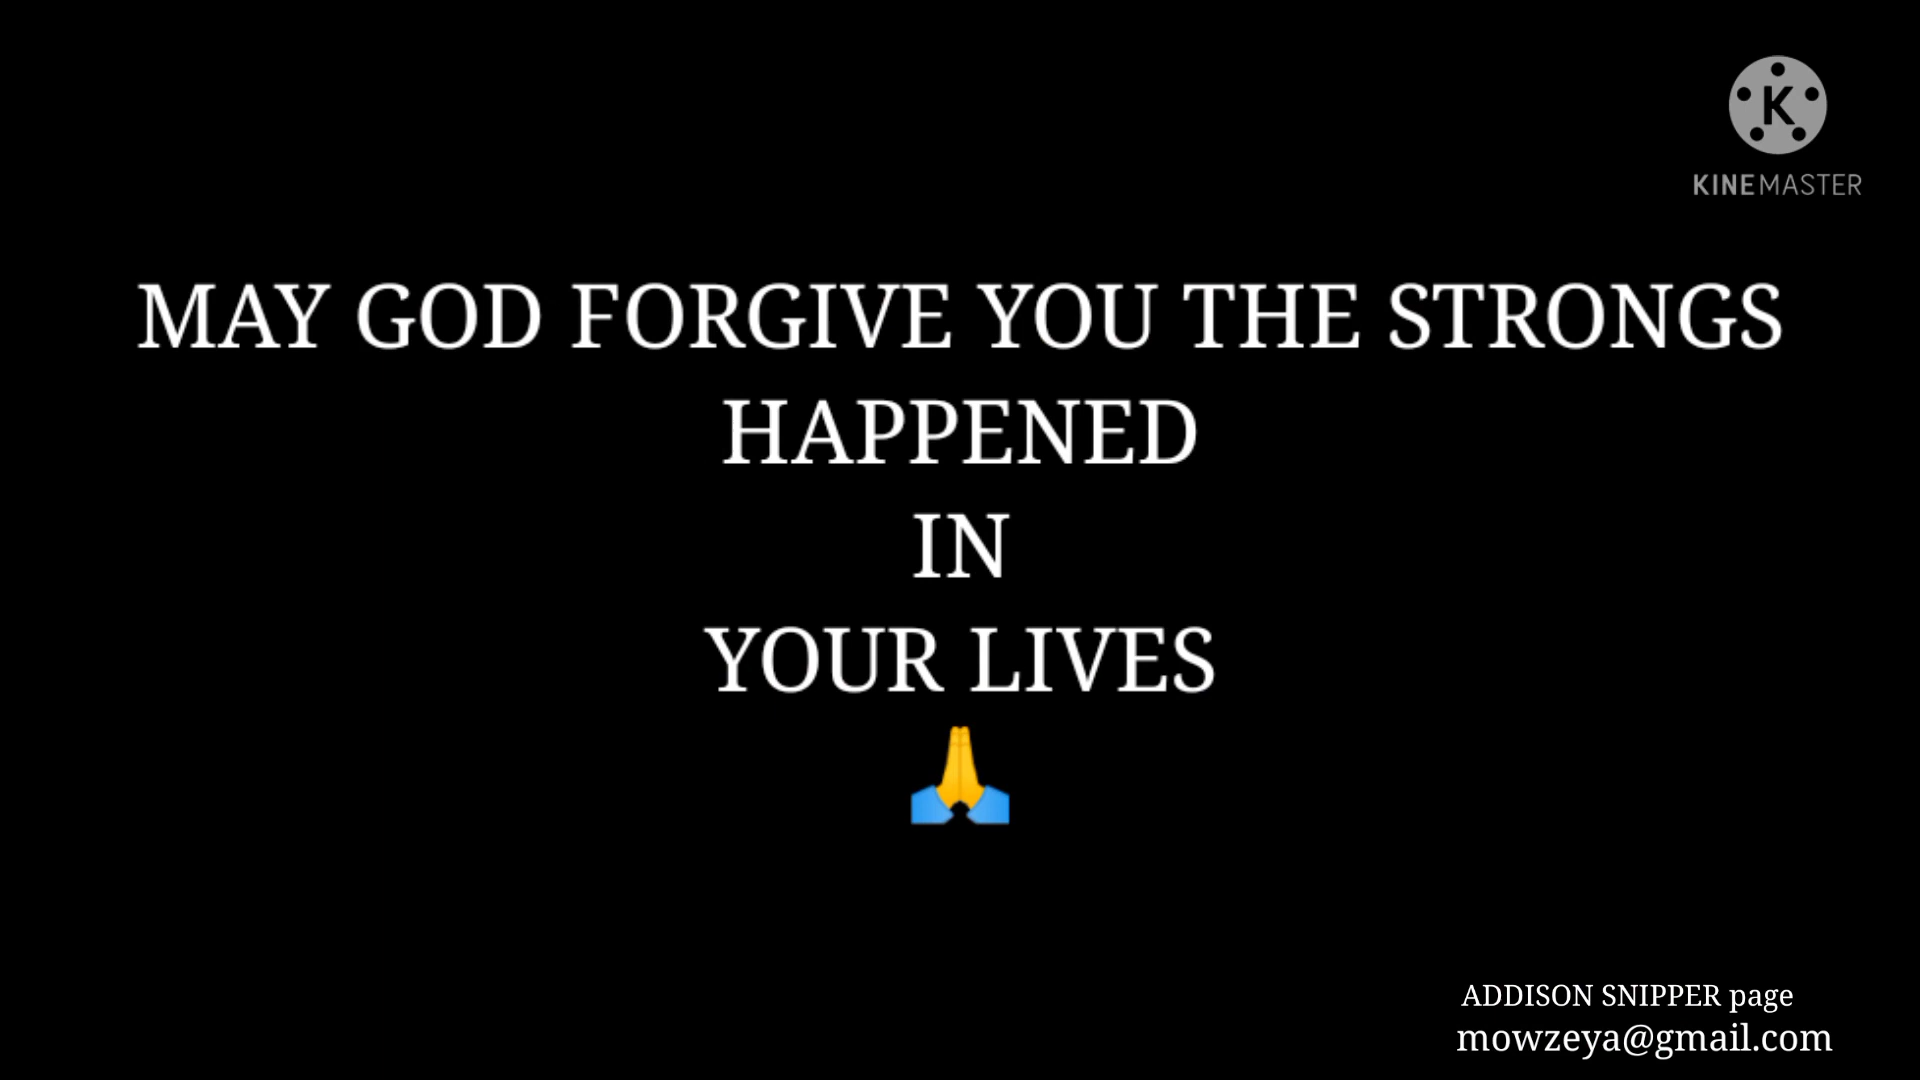 K
KINEMASTER
MAY GOD FORGIVE YOU THE STRONGS
HAPPENED
IN
YOUR LIVES
🙏
ADDISON SNIPPER page
mowzeya@gmail.com